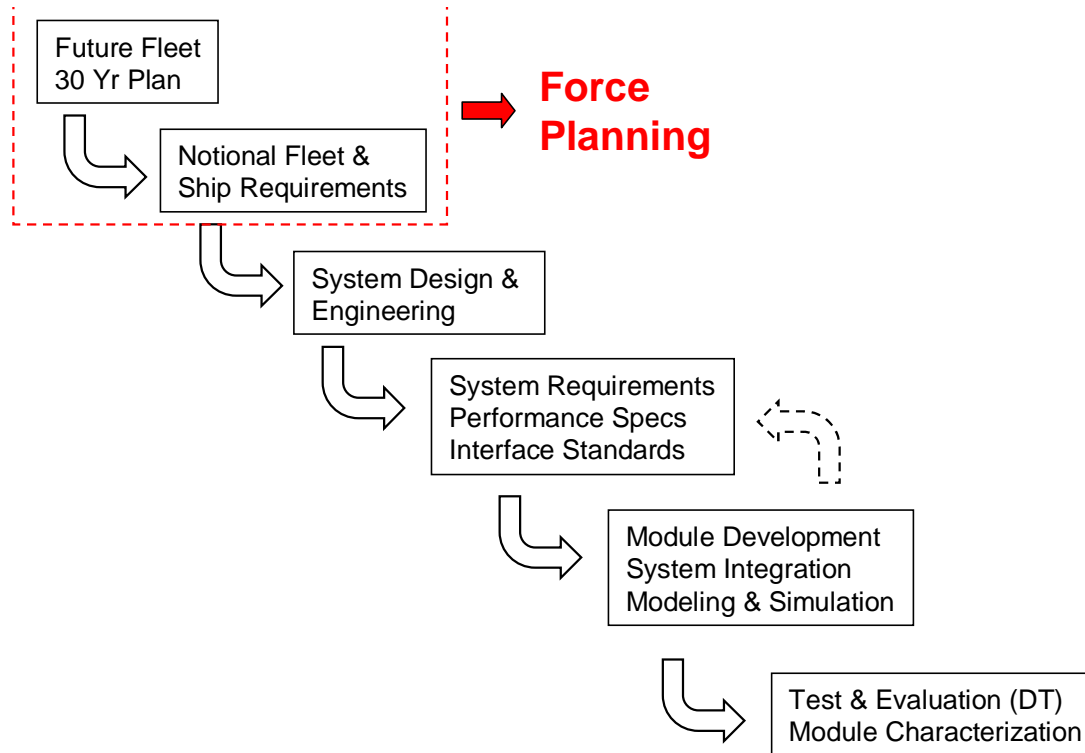 Future Fleet
30 Yr Plan
Force
Planning
Notional Fleet &
Ship Requirements
System Design &
Engineering
System Requirements
Performance Specs
Interface Standards
Module Development
System Integration
Modeling & Simulation
Test & Evaluation (DT)
Module Characterization